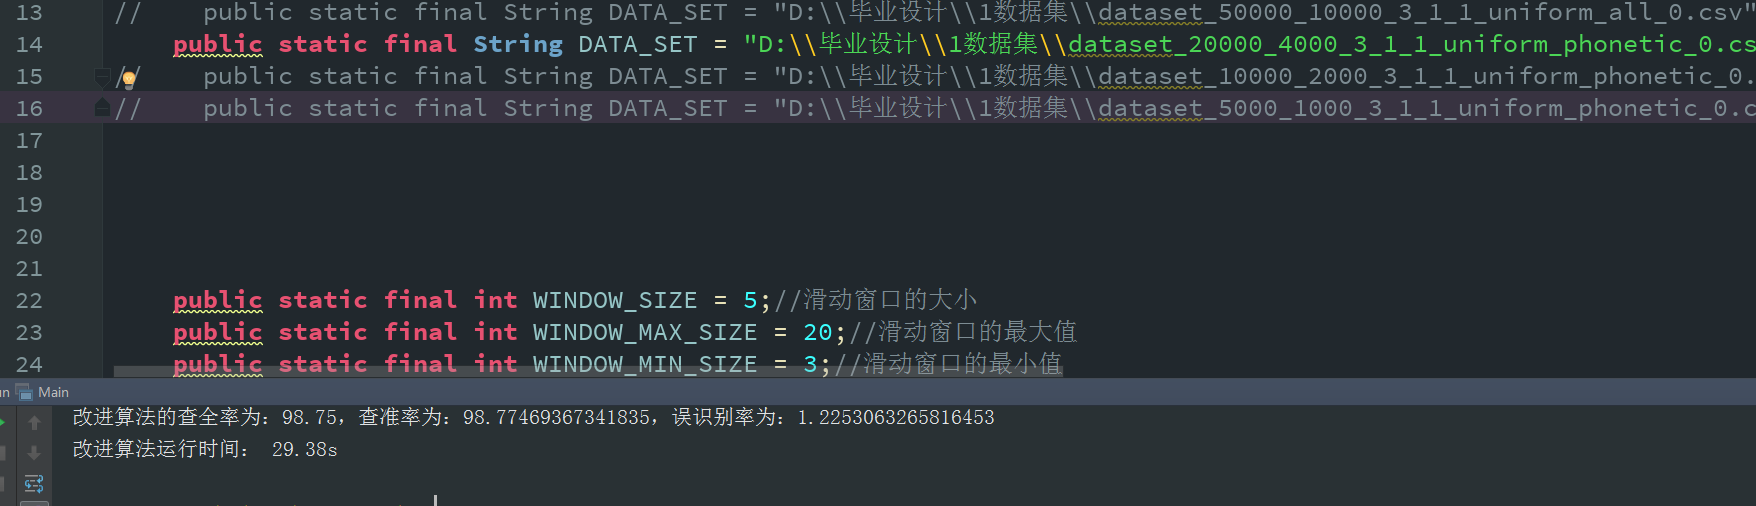 13 //    public static final String DATA_SET = "D:\\毕业设计\\1数据集\\dataset_50000_10000_3_1_1_uniform_all_0.csv"
14 public static final String DATA_SET = "D:\\毕业设计\\1数据集\\dataset_20000_4000_3_1_1_uniform_phonetic_0.cs
15 //    public static final String DATA_SET = "D:\\毕业设计\\1数据集\\dataset_10000_2000_3_1_1_uniform_phonetic_0.
16 //    public static final String DATA_SET = "D:\\毕业设计\\1数据集\\dataset_5000_1000_3_1_1_uniform_phonetic_0.c
17
18
19
20
21
22 public static final int WINDOW_SIZE = 5;//滑动窗口的大小
23 public static final int WINDOW_MAX_SIZE = 20;//滑动窗口的最大值
24 public static final int WINDOW_MIN_SIZE = 3;//滑动窗口的最小值
un Main
改进算法的查全率为: 98.75, 查准率为: 98.77469367341835, 误识别率为: 1.2253063265816453
改进算法运行时间: 29.38s